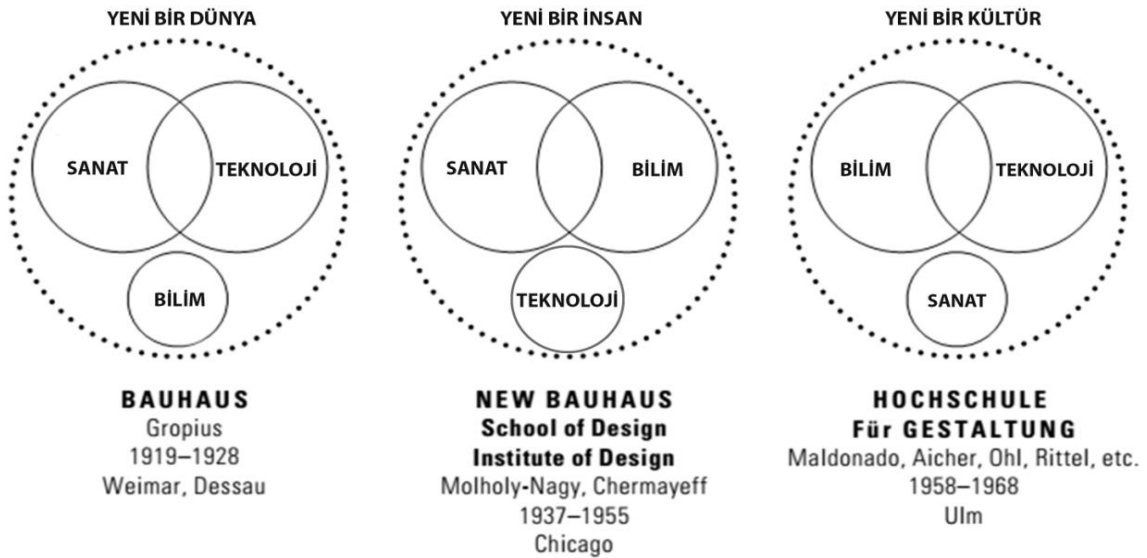 YENİ BİR DÜNYA
SANAT
TEKNOLOJİ
BİLİM
BAUHAUS
Gropius
1919–1928
Weimar, Dessau
YENİ BİR İNSAN
SANAT
BİLİM
TEKNOLOJİ
NEW BAUHAUS
School of Design
Institute of Design
Molholy-Nagy, Chermayeff
1937–1955
Chicago
YENİ BİR KÜLTÜR
BİLİM
TEKNOLOJİ
SANAT
HOCHSCHULE
Für GESTALTUNG
Maldonado, Aicher, Ohl, Rittel, etc.
1958–1968
Ulm